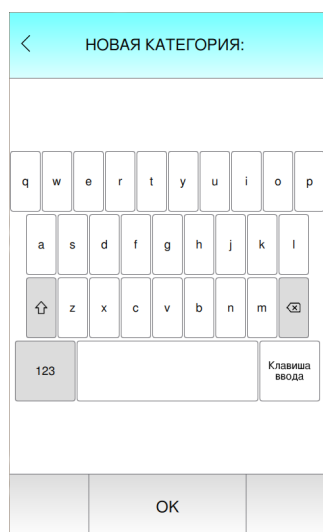 НОВАЯ КАТЕГОРИЯ:
q w e r t y u i o p
a s d f g h j k l
z x c v b n m
123 Клавиша
ввода
OK